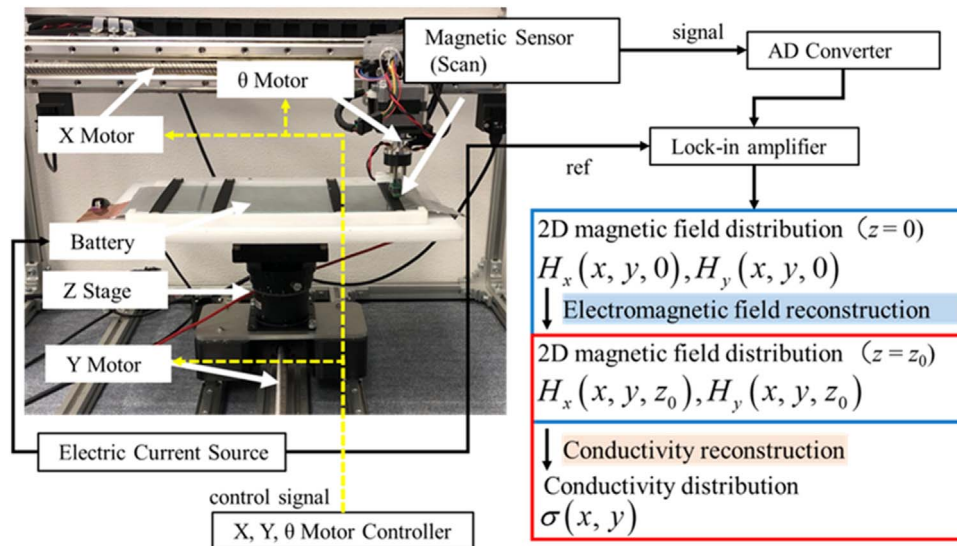 Magnetic Sensor
(Scan)
signal
AD Converter
θ Motor
X Motor
Lock-in amplifier
ref
Battery
Z Stage
Y Motor
2D magnetic field distribution （z = 0）
Hx(x, y, 0), Hy(x, y, 0)
Electromagnetic field reconstruction
2D magnetic field distribution （z = z0）
Hx(x, y, z0), Hy(x, y, z0)
Conductivity reconstruction
Conductivity distribution
σ(x, y)
Electric Current Source
control signal
X, Y, θ Motor Controller